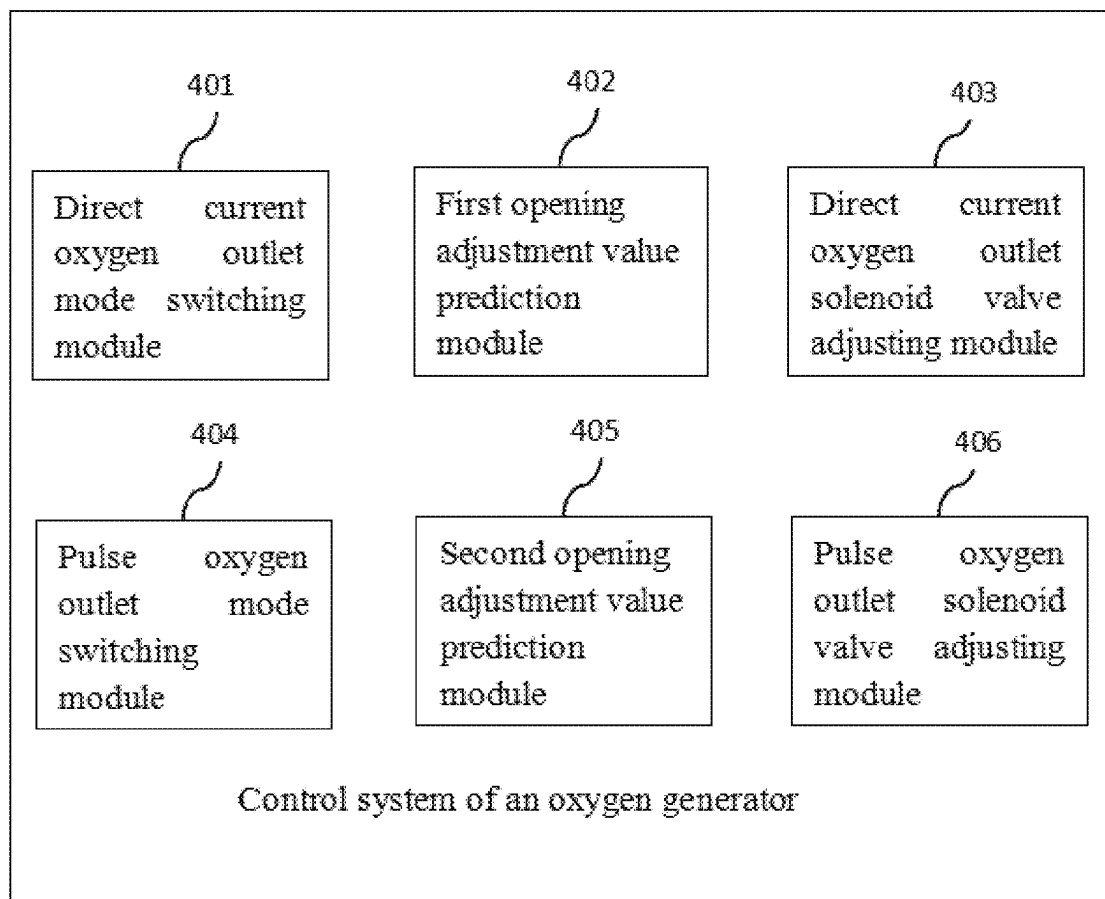 401
402
403
Direct current
oxygen outlet
mode switching
module
First opening
adjustment value
prediction
module
Direct current
oxygen outlet
solenoid valve
adjusting module
404
405
406
Pulse oxygen
outlet mode
switching
module
Second opening
adjustment value
prediction
module
Pulse oxygen
outlet solenoid
valve adjusting
module
Control system of an oxygen generator